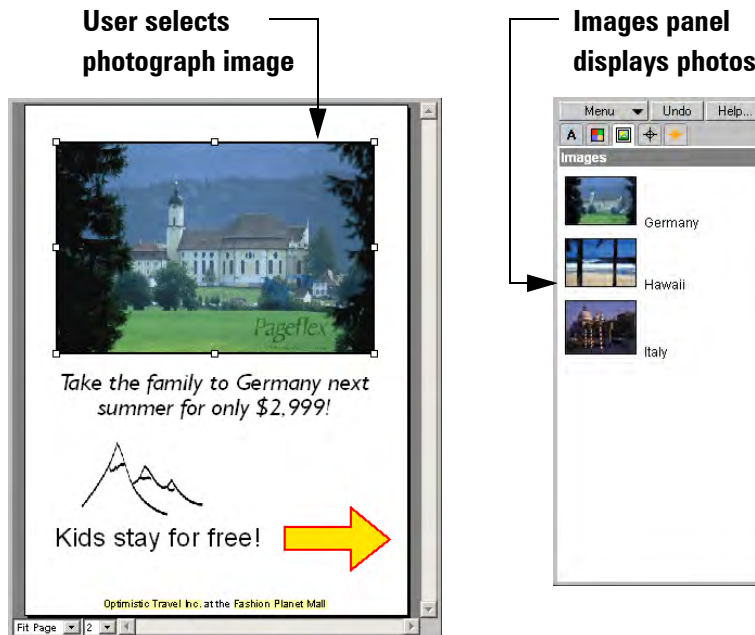 User selects
photograph image
Images panel
displays photos
Menu Undo Help...
A
Images
Germany
Hawaii
Italy
Pageflex
Take the family to Germany next
summer for only $2,999!
Kids stay for free!
Optimistic Travel Inc. at the Fashion Planet Mall
Fit Page 2